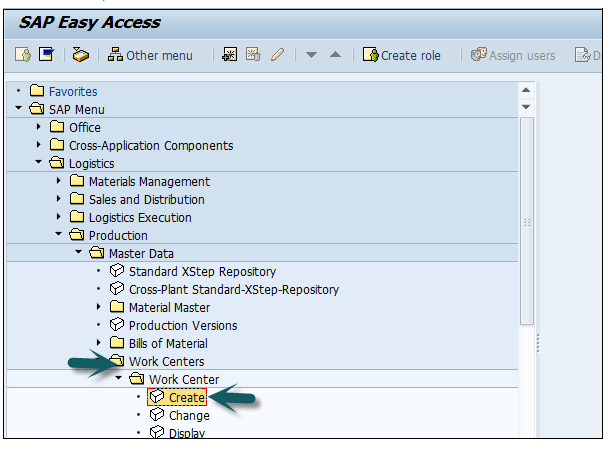 SAP Easy Access
Other menu Create role Assign users D
Favorites
SAP Menu
Office
Cross-Application Components
Logistics
Materials Management
Sales and Distribution
Logistics Execution
Production
Master Data
Standard XStep Repository
Cross-Plant Standard-XStep-Repository
Material Master
Production Versions
Bills of Material
Work Centers
Work Center
Create
Change
Display